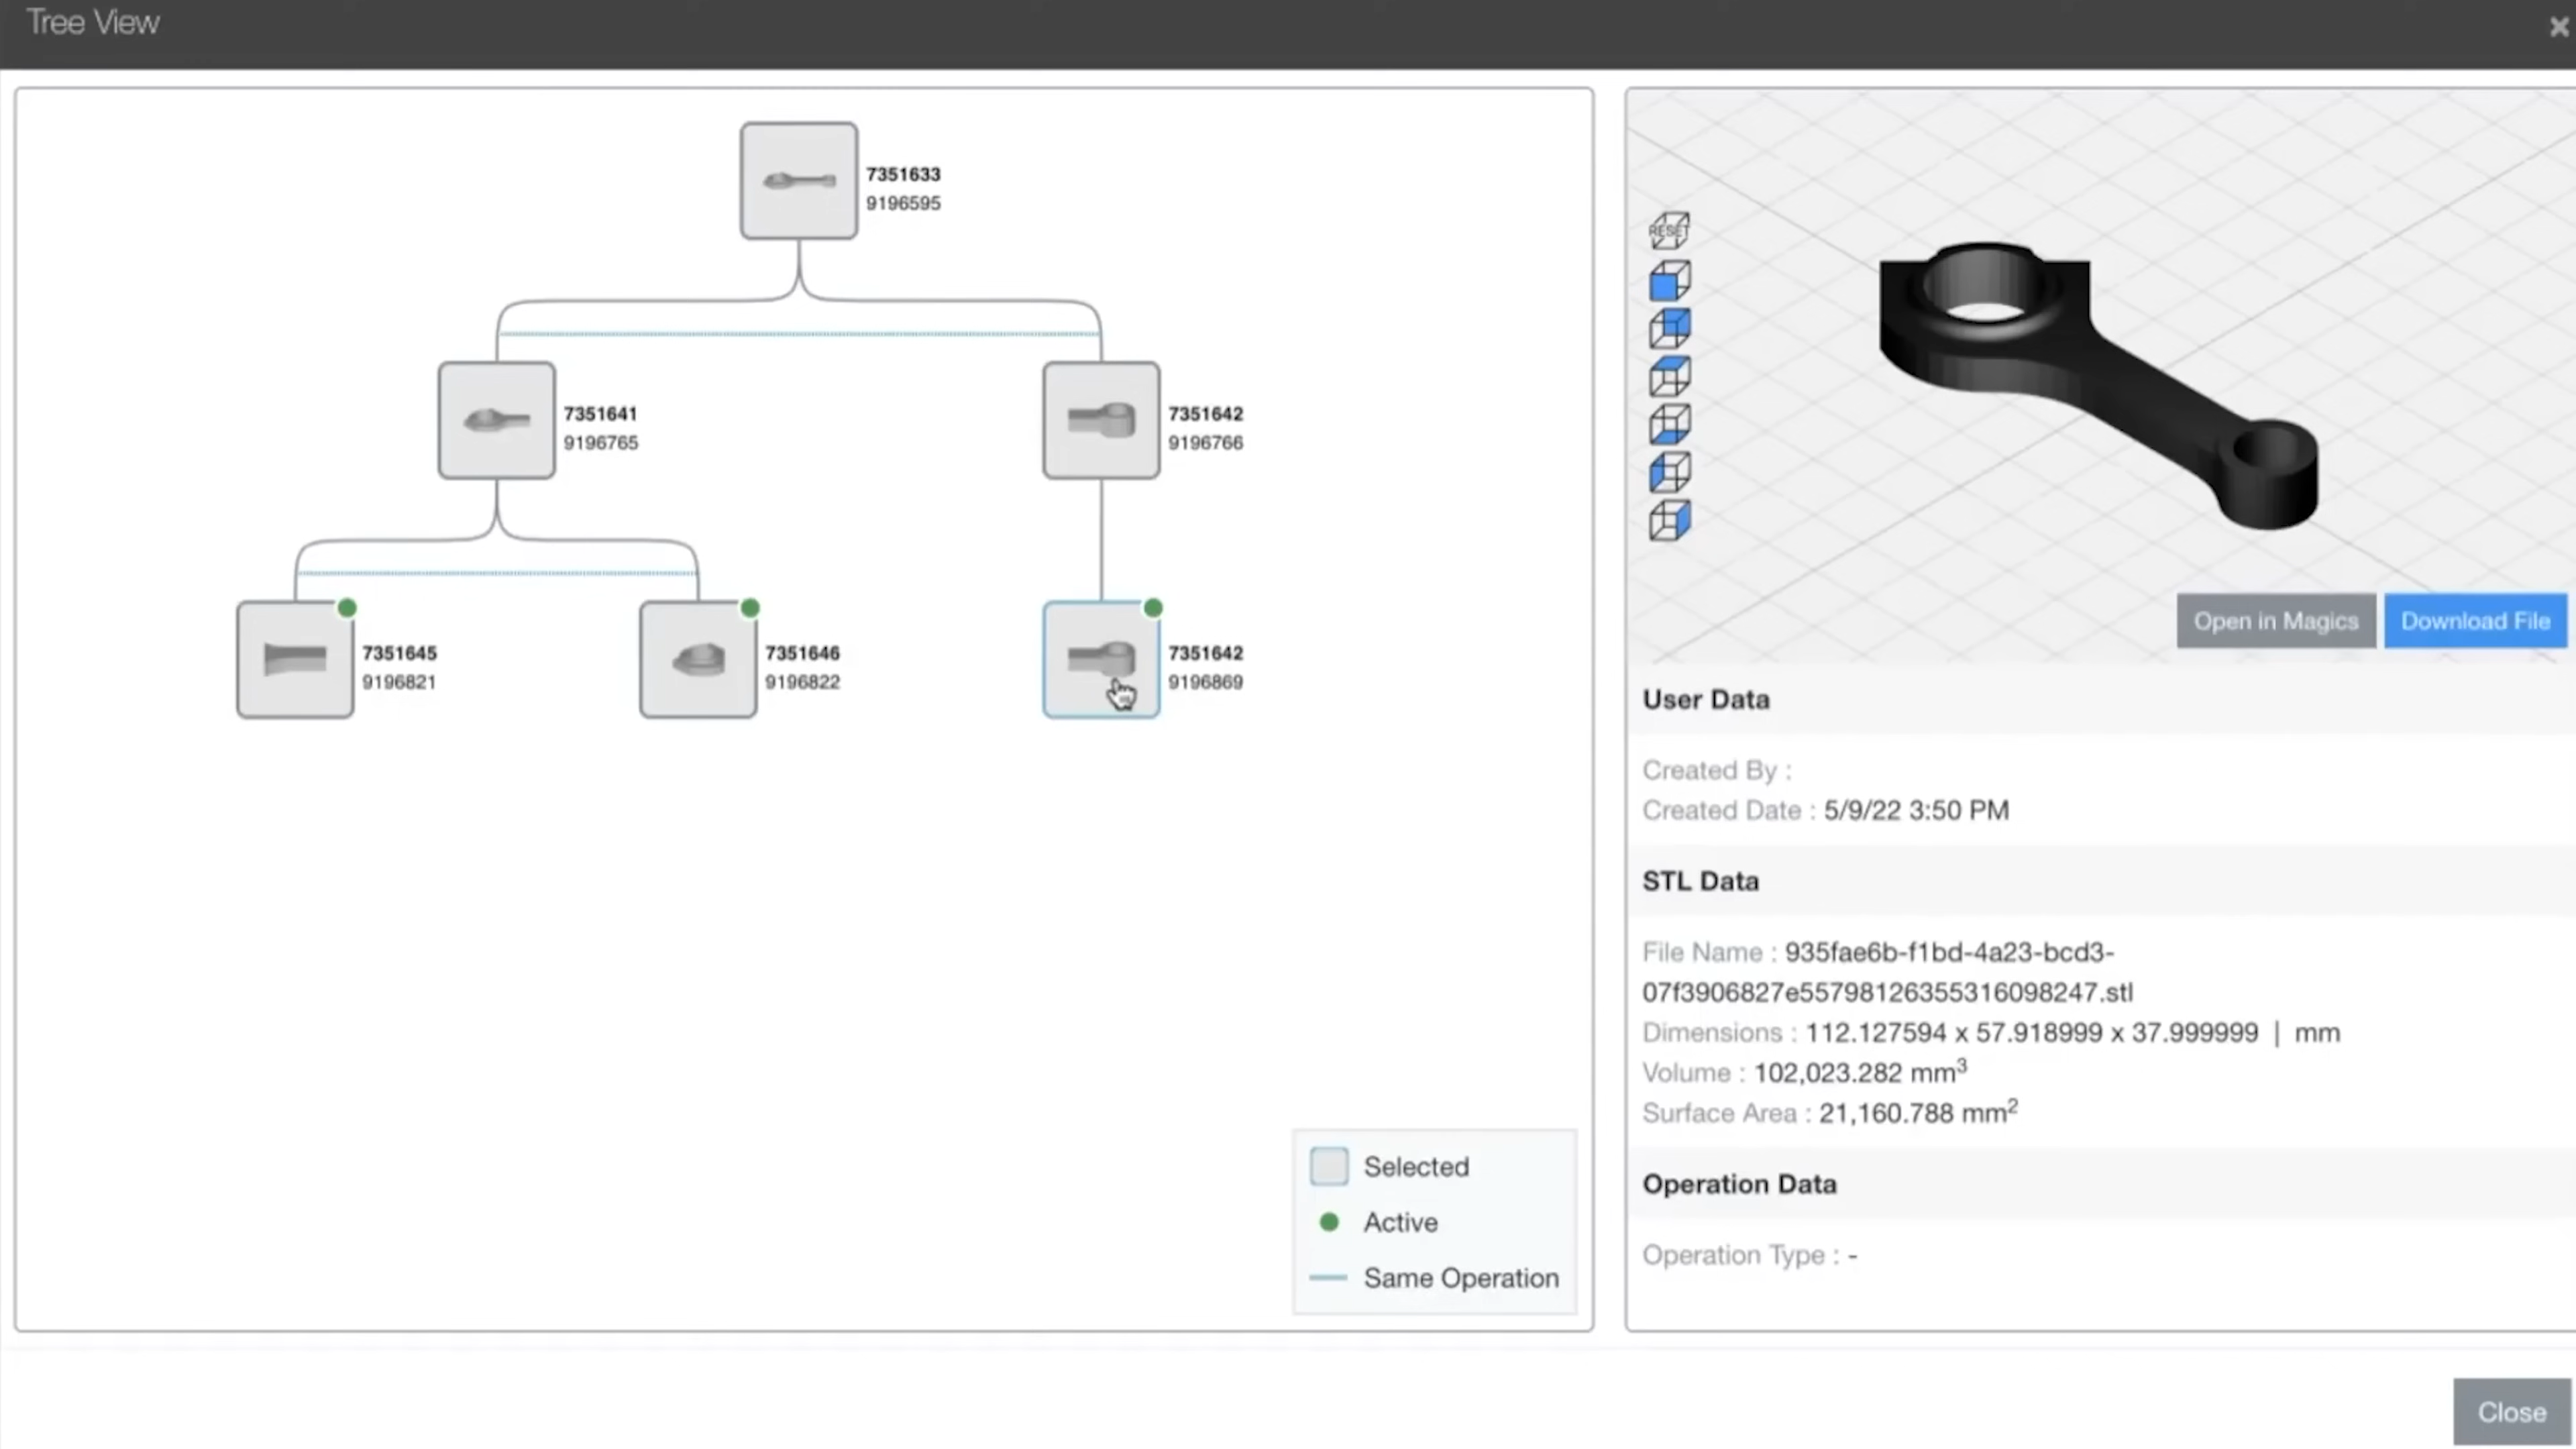 Tree View
7351633
9196595
7351641
9196765
7351642
9196766
7351645
9196821
7351646
9196822
7351642
9196869
Selected
Active
Same Operation
RESET
Open in Magics
Download File
User Data
Created By :
Created Date : 5/9/22 3:50 PM
STL Data
File Name : 935fae6b-f1bd-4a23-bcd3-
07f3906827e55798126355316098247.stl
Dimensions : 112.127594 x 57.918999 x 37.999999 | mm
Volume : 102,023.282 mm³
Surface Area : 21,160.788 mm²
Operation Data
Operation Type : -
Close